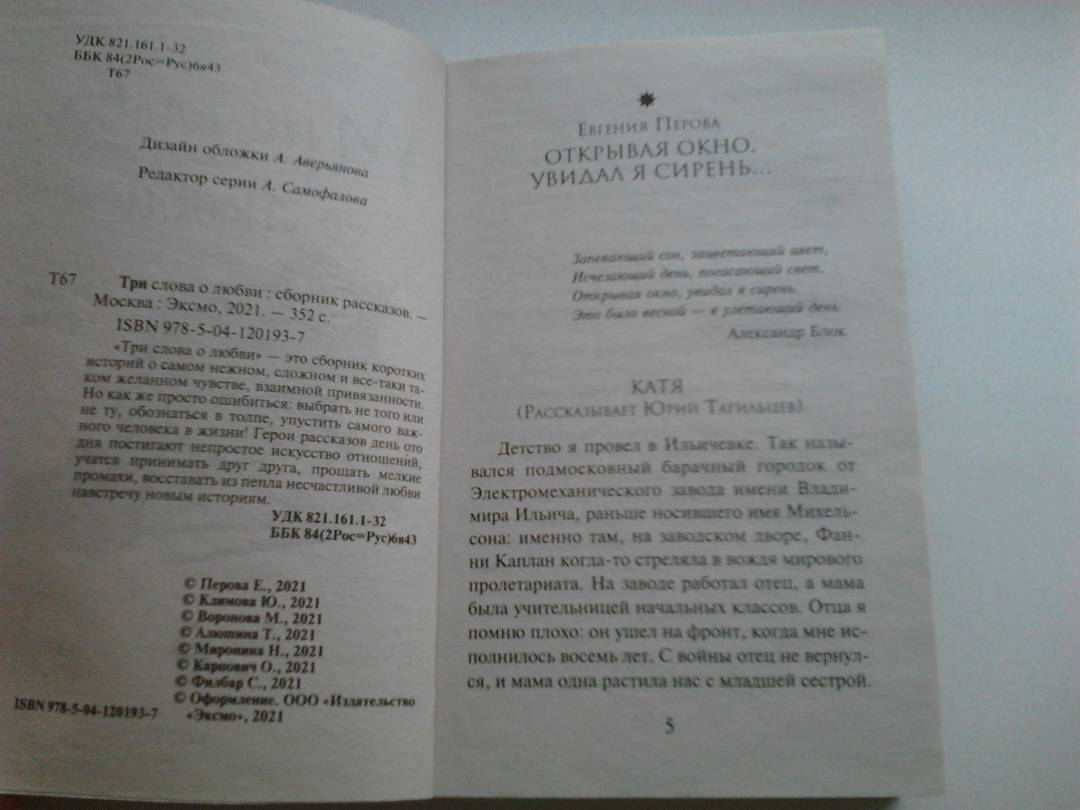 УДК 821.161.1-32
ББК 84(2Рос=Рус)6я43
Т67
Дизайн обложки А. Аверьянова
Редактор серии А. Самофалова
Т67
Три слова о любви : сборник рассказов. —
Москва : Эксмо, 2021. — 352 с.
ISBN 978-5-04-120193-7
«Три слова о любви» — это сборник коротких
историй о самом нежном, сложном и все-таки та-
ком желанном чувстве, взаимной привязанности.
Но как же просто ошибиться: выбрать не того или
не ту, обознаться в толпе, упустить самого важ-
ного человека в жизни! Герои рассказов день ото
дня постигают непростое искусство отношений,
учатся принимать друг друга, прощать мелкие
промахи, восставать из пепла несчастливой любви
навстречу новым историям.
УДК 821.161.1-32
ББК 84(2Рос=Рус)6я43
© Перова Е., 2021
© Климова Ю., 2021
© Воронова М., 2021
© Алюшина Т., 2021
© Миронина Н., 2021
© Карпович О., 2021
© Филбар С., 2021
© Оформление. ООО «Издательство
«Эксмо», 2021
ISBN 978-5-04-120193-7
Евгения Перова
ОТКРЫВАЯ ОКНО,
УВИДАЛ Я СИРЕНЬ...
Запевающий сон, зацветающий цвет,
Исчезающий день, погасающий свет.
Открывая окно, увидал я сирень.
Это было весной — в улетающий день.
Александр Блок
КАТЯ
(Рассказывает Юрий Тагильцев)
Детство я провел в Ильичевке. Так назы-
вался подмосковный барачный городок от
Электромеханического завода имени Влади-
мира Ильича, раньше носившего имя Михель-
сона: именно там, на заводском дворе, Фан-
ни Каплан когда-то стреляла в вождя мирового
пролетариата. На заводе работал отец, а мама
была учительницей начальных классов. Отца я
помню плохо: он ушел на фронт, когда мне ис-
полнилось восемь лет. С войны отец не вернул-
ся, и мама одна растила нас с младшей сестрой.
5